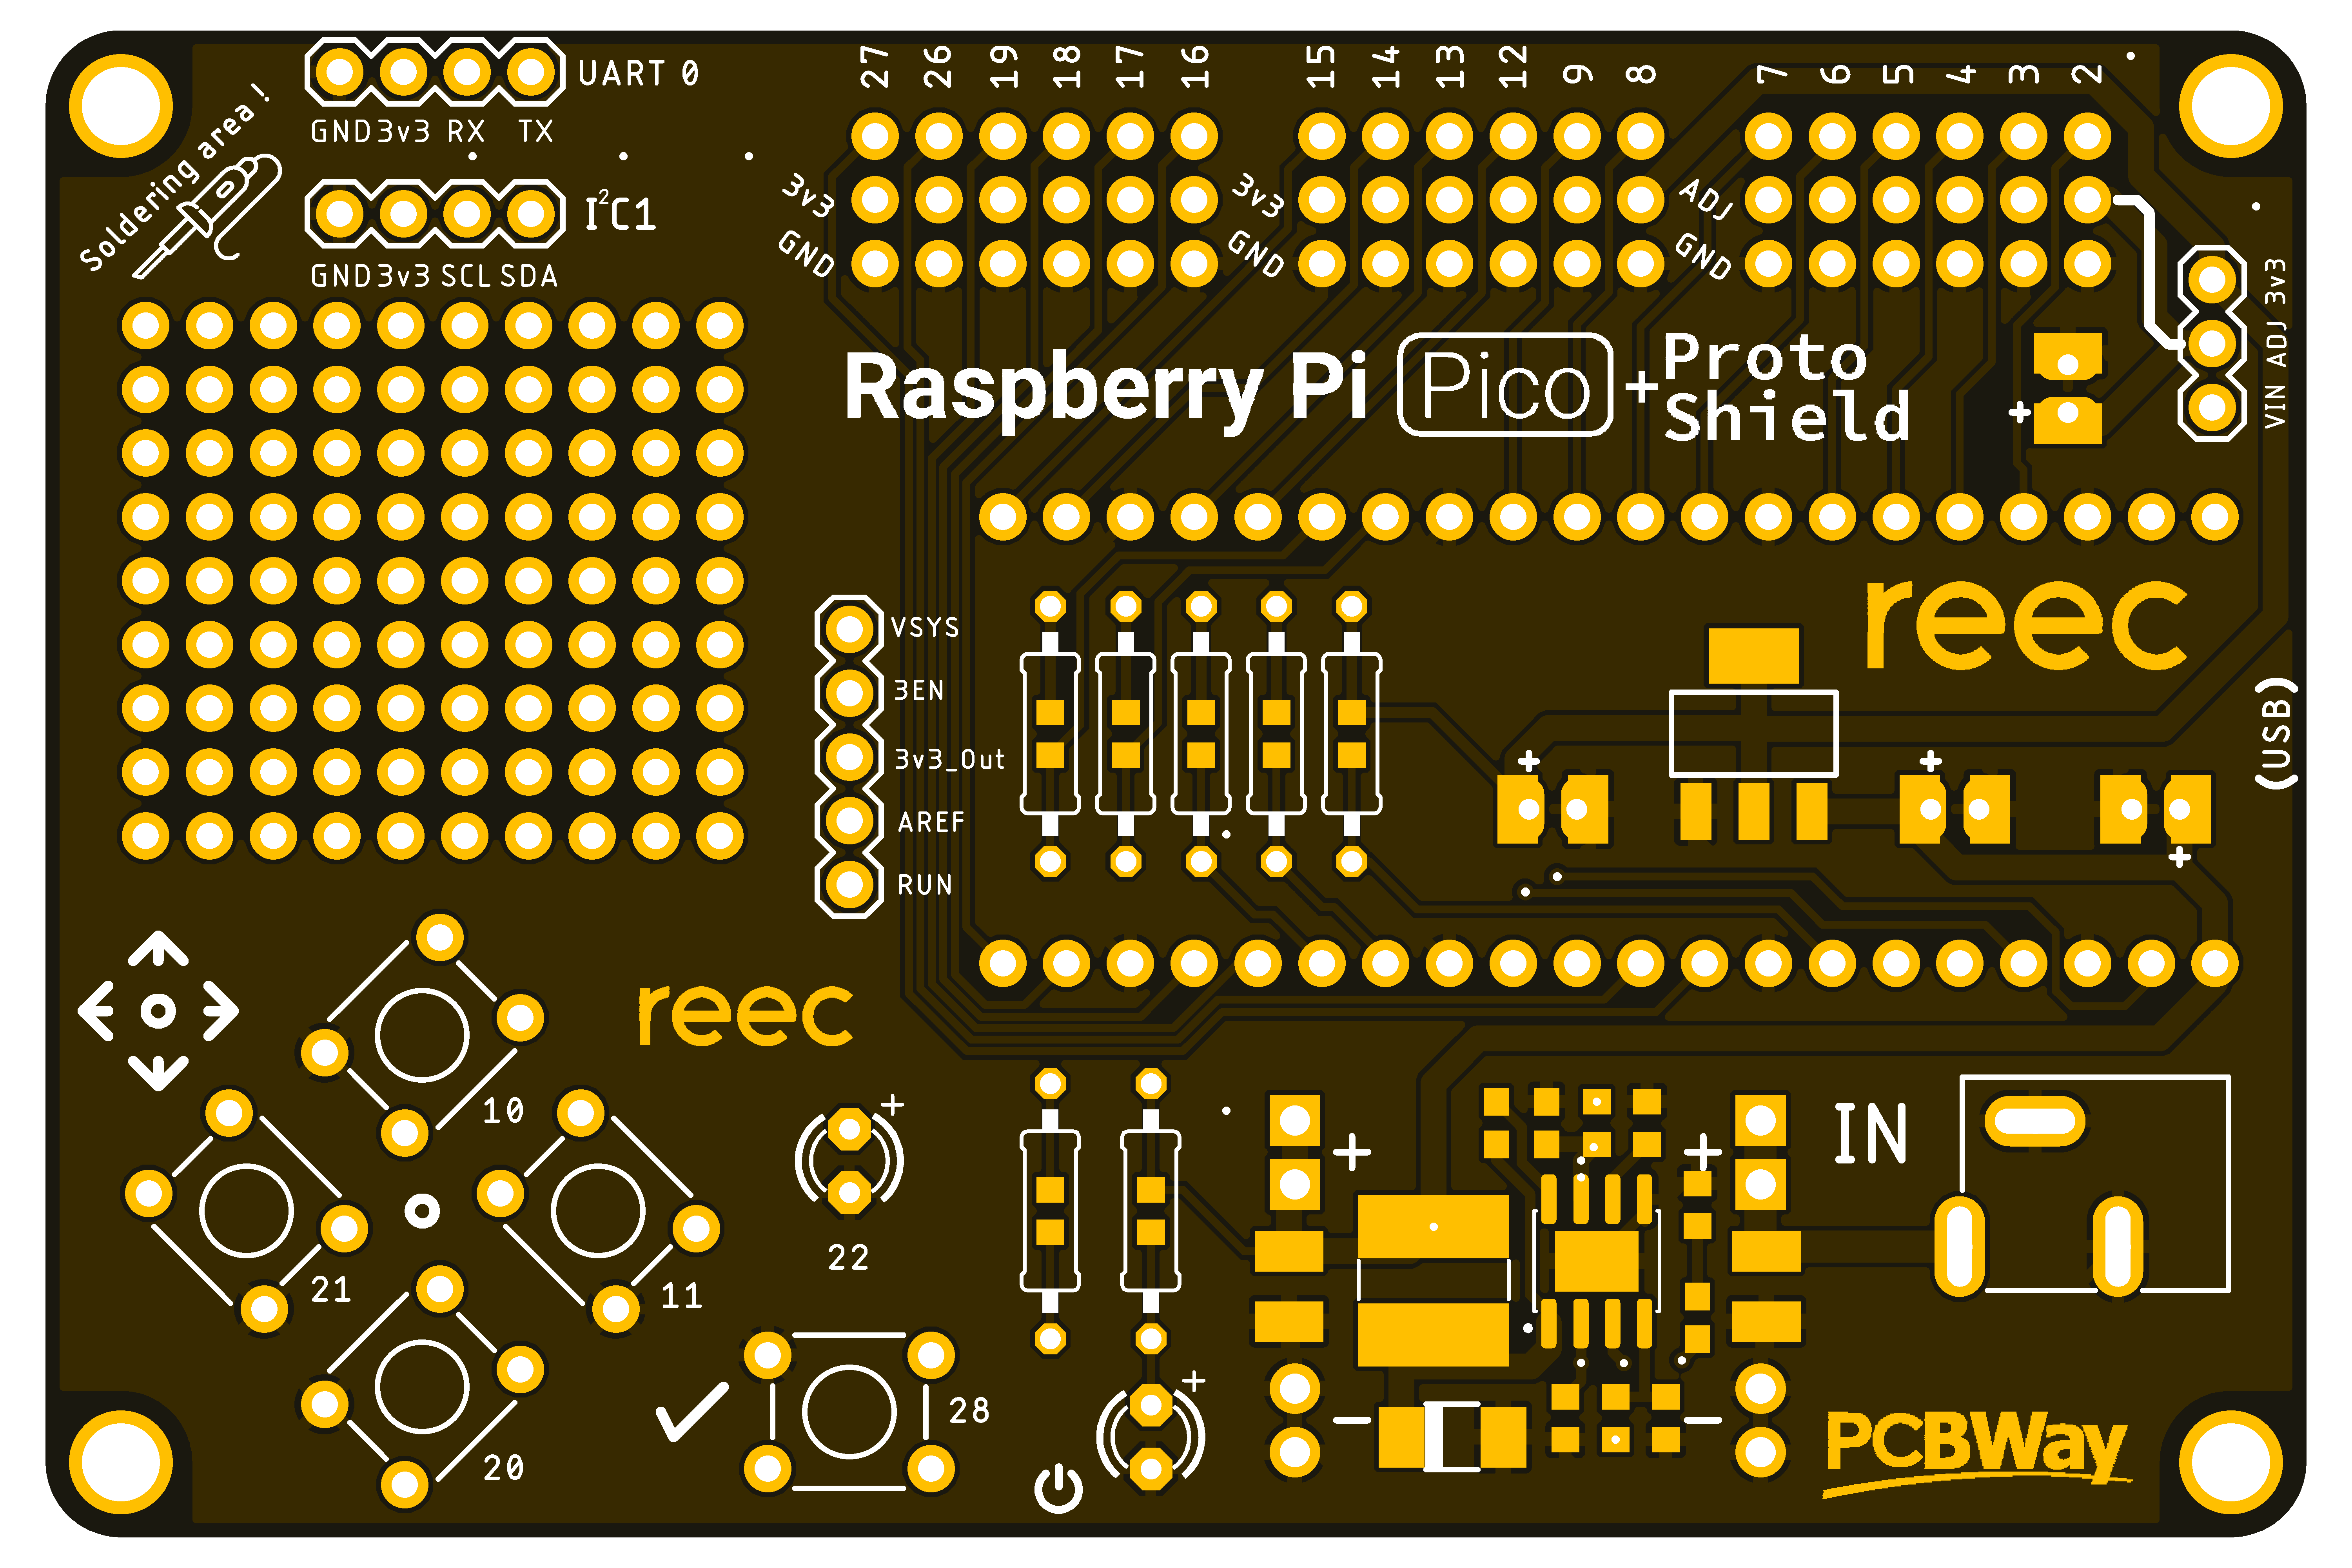 UART 0
GND 3v3 RX TX
Soldering area !
I²C1
GND 3v3 SCL SDA
27 26 19 18 17 16
15 14 13 12 9 8
7 6 5 4 3 2
3v3
GND
3v3
GND
ADJ
GND
VIN ADJ 3v3
+
Raspberry Pi Pico + Proto
Shield
reec
VSYS
3EN
3v3_Out
AREF
RUN
+
+
+
(USB)
reec
10
21
11
20
+
22
28
+
+
+
−
−
IN
PCBWay